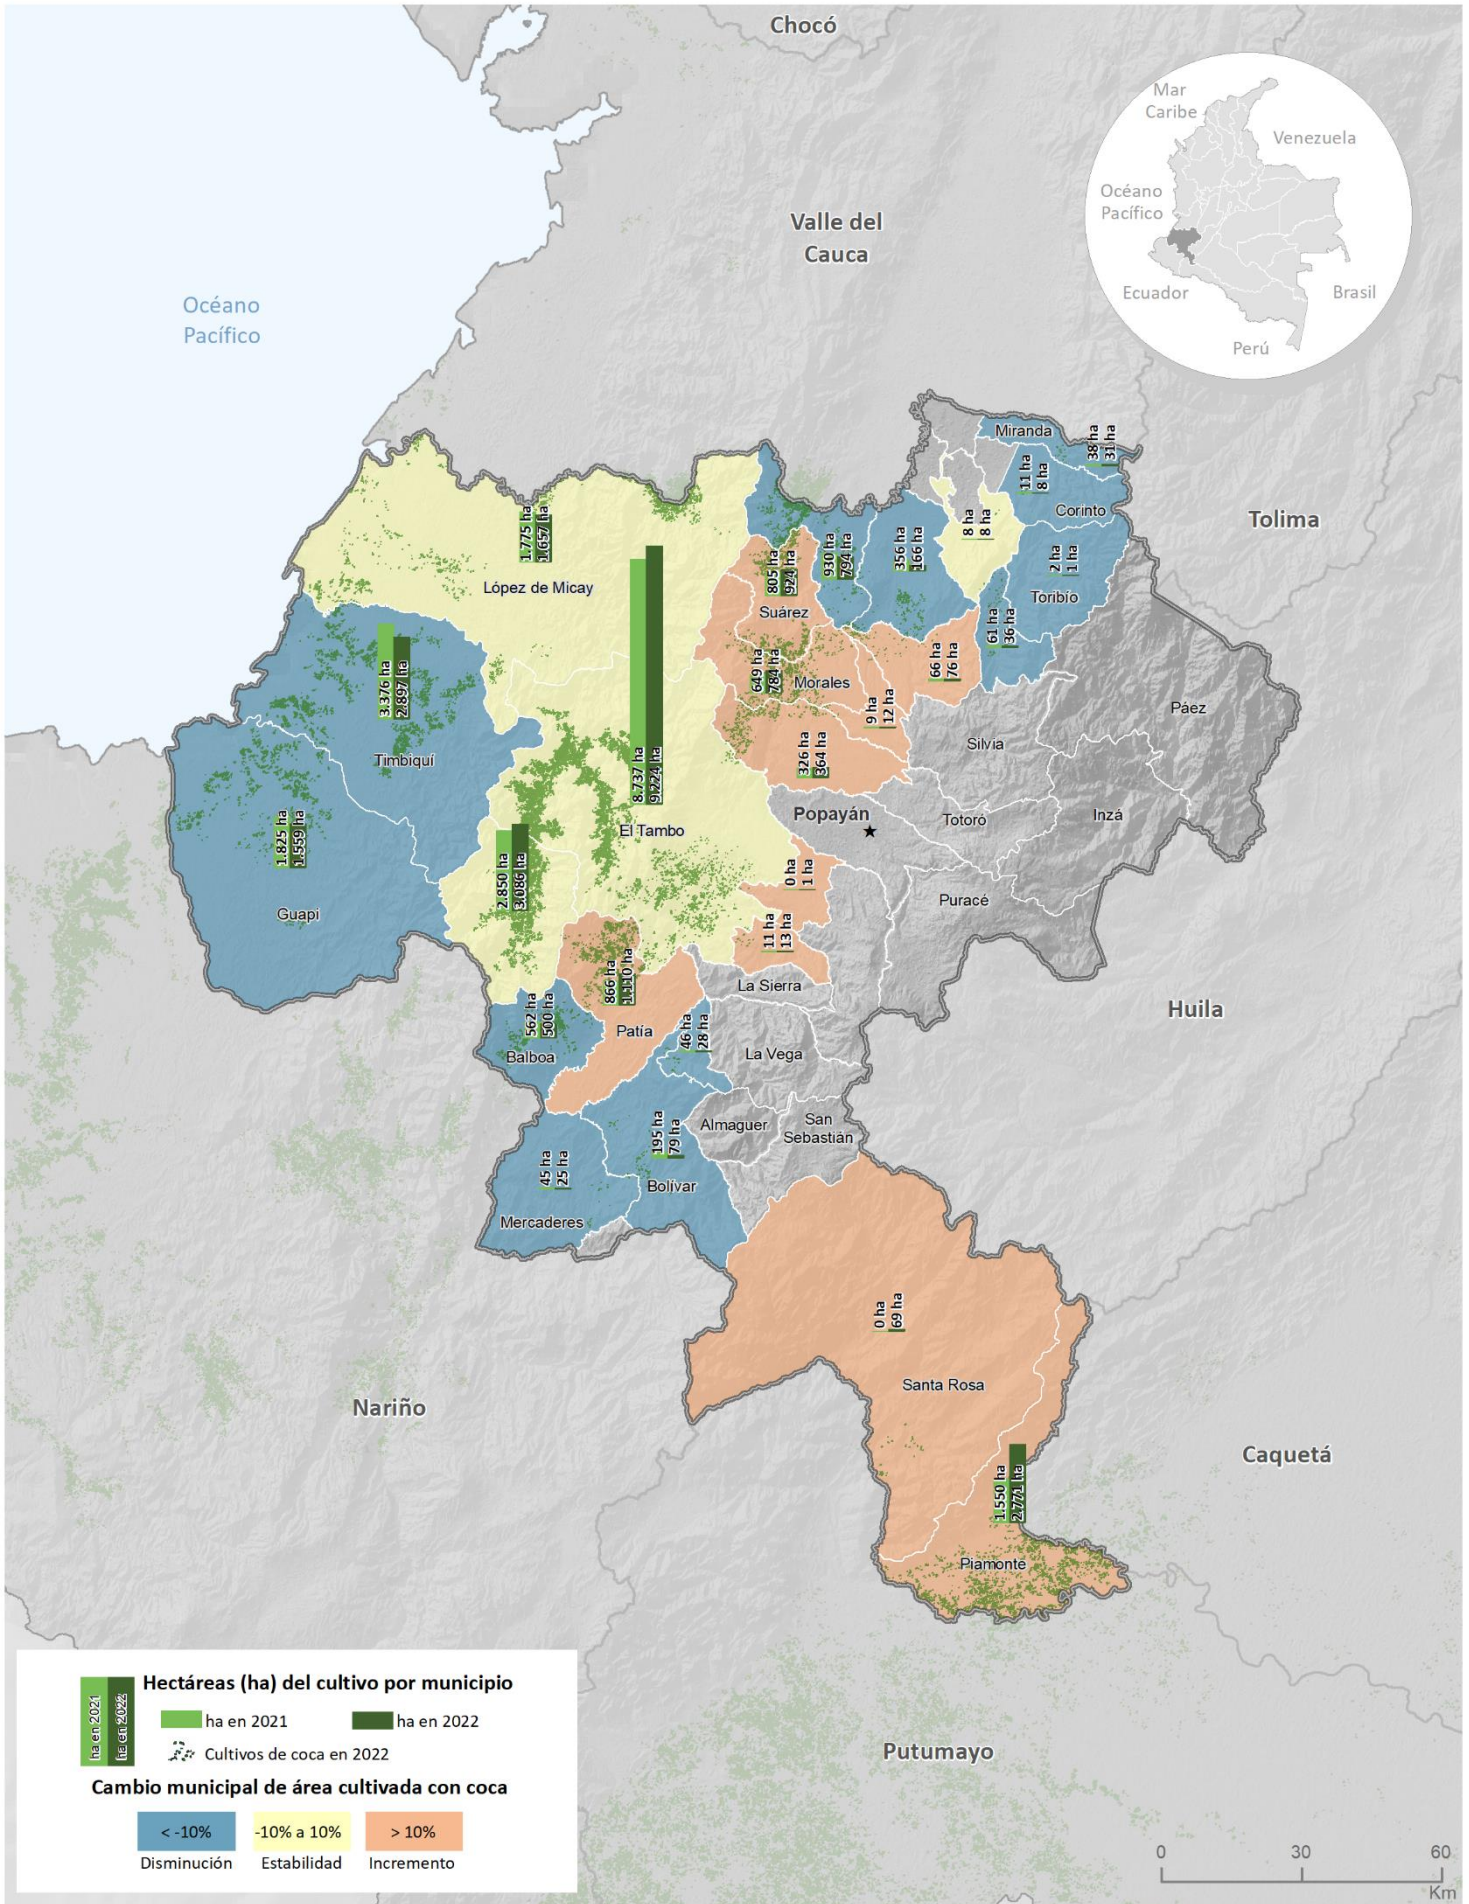 Chocó
Mar
Caribe
Venezuela
Océano
Pacífico
Ecuador
Brasil
Perú
Valle del
Cauca
Océano
Pacífico
Miranda
38 ha
31 ha
11 ha
8 ha
Corinto
Tolima
1.775 ha
1.657 ha
8 ha
8 ha
930 ha
794 ha
356 ha
166 ha
2 ha
1 ha
Toribío
López de Micay
805 ha
924 ha
Suárez
61 ha
36 ha
3.376 ha
2.897 ha
649 ha
784 ha
Morales
66 ha
76 ha
9 ha
12 ha
Páez
Silvia
Timbiquí
326 ha
364 ha
8.737 ha
9.224 ha
El Tambo
Popayán
Totoró
Inzá
1.825 ha
1.559 ha
2.850 ha
3.086 ha
0 ha
1 ha
Guapi
Puracé
11 ha
13 ha
866 ha
1.110 ha
La Sierra
Huila
562 ha
500 ha
Balboa
Patía
46 ha
28 ha
La Vega
Almaguer
San
Sebastián
195 ha
79 ha
45 ha
25 ha
Bolívar
Mercaderes
0 ha
69 ha
Santa Rosa
Nariño
Caquetá
1.550 ha
2.771 ha
Piamonte
Putumayo
Hectáreas (ha) del cultivo por municipio
ha en 2021
ha en 2022
ha en 2021
ha en 2022
Cultivos de coca en 2022
Cambio municipal de área cultivada con coca
< -10%
-10% a 10%
> 10%
Disminución
Estabilidad
Incremento
0
30
60
Km